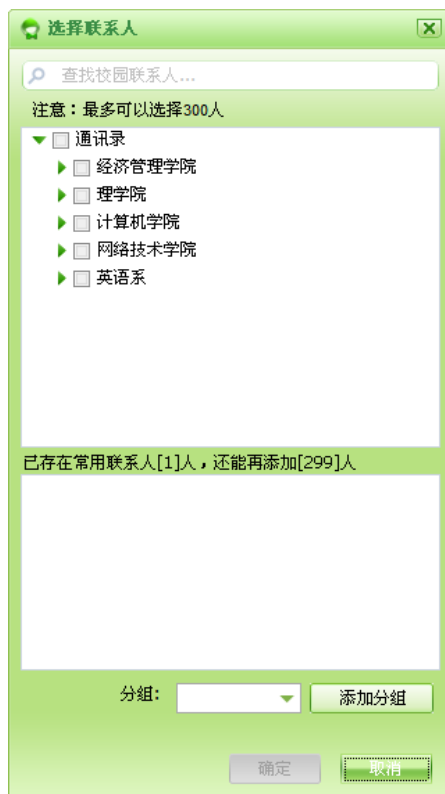 选择联系人
查找校园联系人...
注意：最多可以选择300人
通讯录
经济管理学院
理学院
计算机学院
网络技术学院
英语系
已存在常用联系人[1]人，还能再添加[299]人
分组:
添加分组
确定
取消